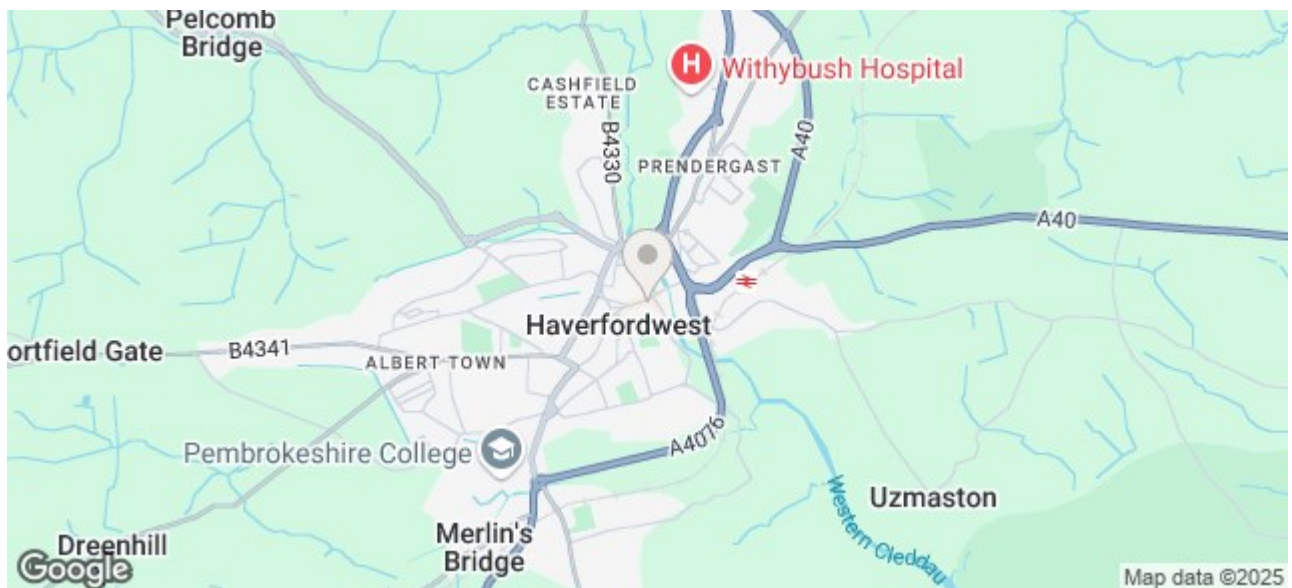 Pelcomb
Bridge
H
Withybush Hospital
CASHFIELD
ESTATE
B4330
A40
PRENDERGAST
A40
Haverfordwest
ortfield Gate
B4341
ALBERT TOWN
A4076
Pembrokeshire College
Uzmaston
Western Cleddau
Merlin's
Bridge
Dreenhill
Google
Map data ©2025